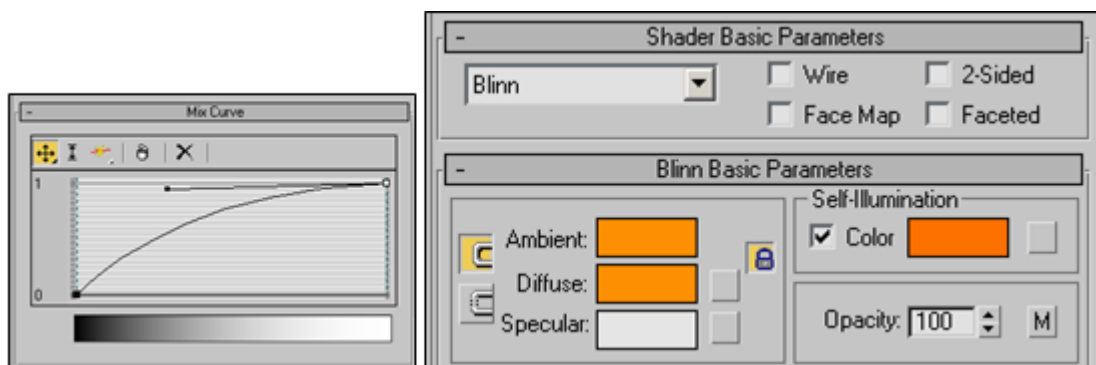 Mix Curve
1
0
Shader Basic Parameters
Blinn
Wire
2-Sided
Face Map
Faceted
Blinn Basic Parameters
Self-Illumination
Ambient:
Color
Diffuse:
Specular:
Opacity: 100
M